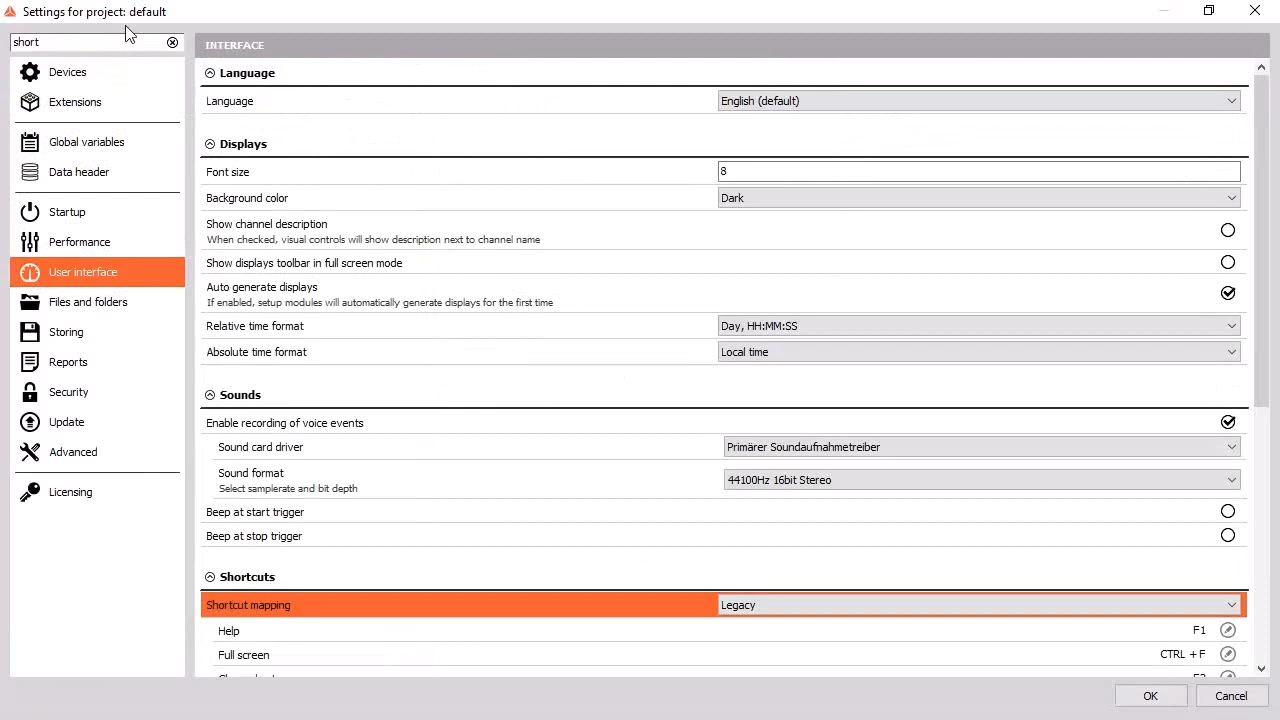 Settings for project: default
short
Devices
Extensions
Global variables
Data header
Startup
Performance
User interface
Files and folders
Storing
Reports
Security
Update
Advanced
Licensing
INTERFACE
Language
Language English (default)
Displays
Font size 8
Background color Dark
Show channel description
When checked, visual controls will show description next to channel name
Show displays toolbar in full screen mode
Auto generate displays
If enabled, setup modules will automatically generate displays for the first time
Relative time format Day, HH:MM:SS
Absolute time format Local time
Sounds
Enable recording of voice events
Sound card driver Primärer Soundaufnahmetreiber
Sound format 44100Hz 16bit Stereo
Select samplerate and bit depth
Beep at start trigger
Beep at stop trigger
Shortcuts
Shortcut mapping Legacy
Help F1
Full screen CTRL + F
OK Cancel